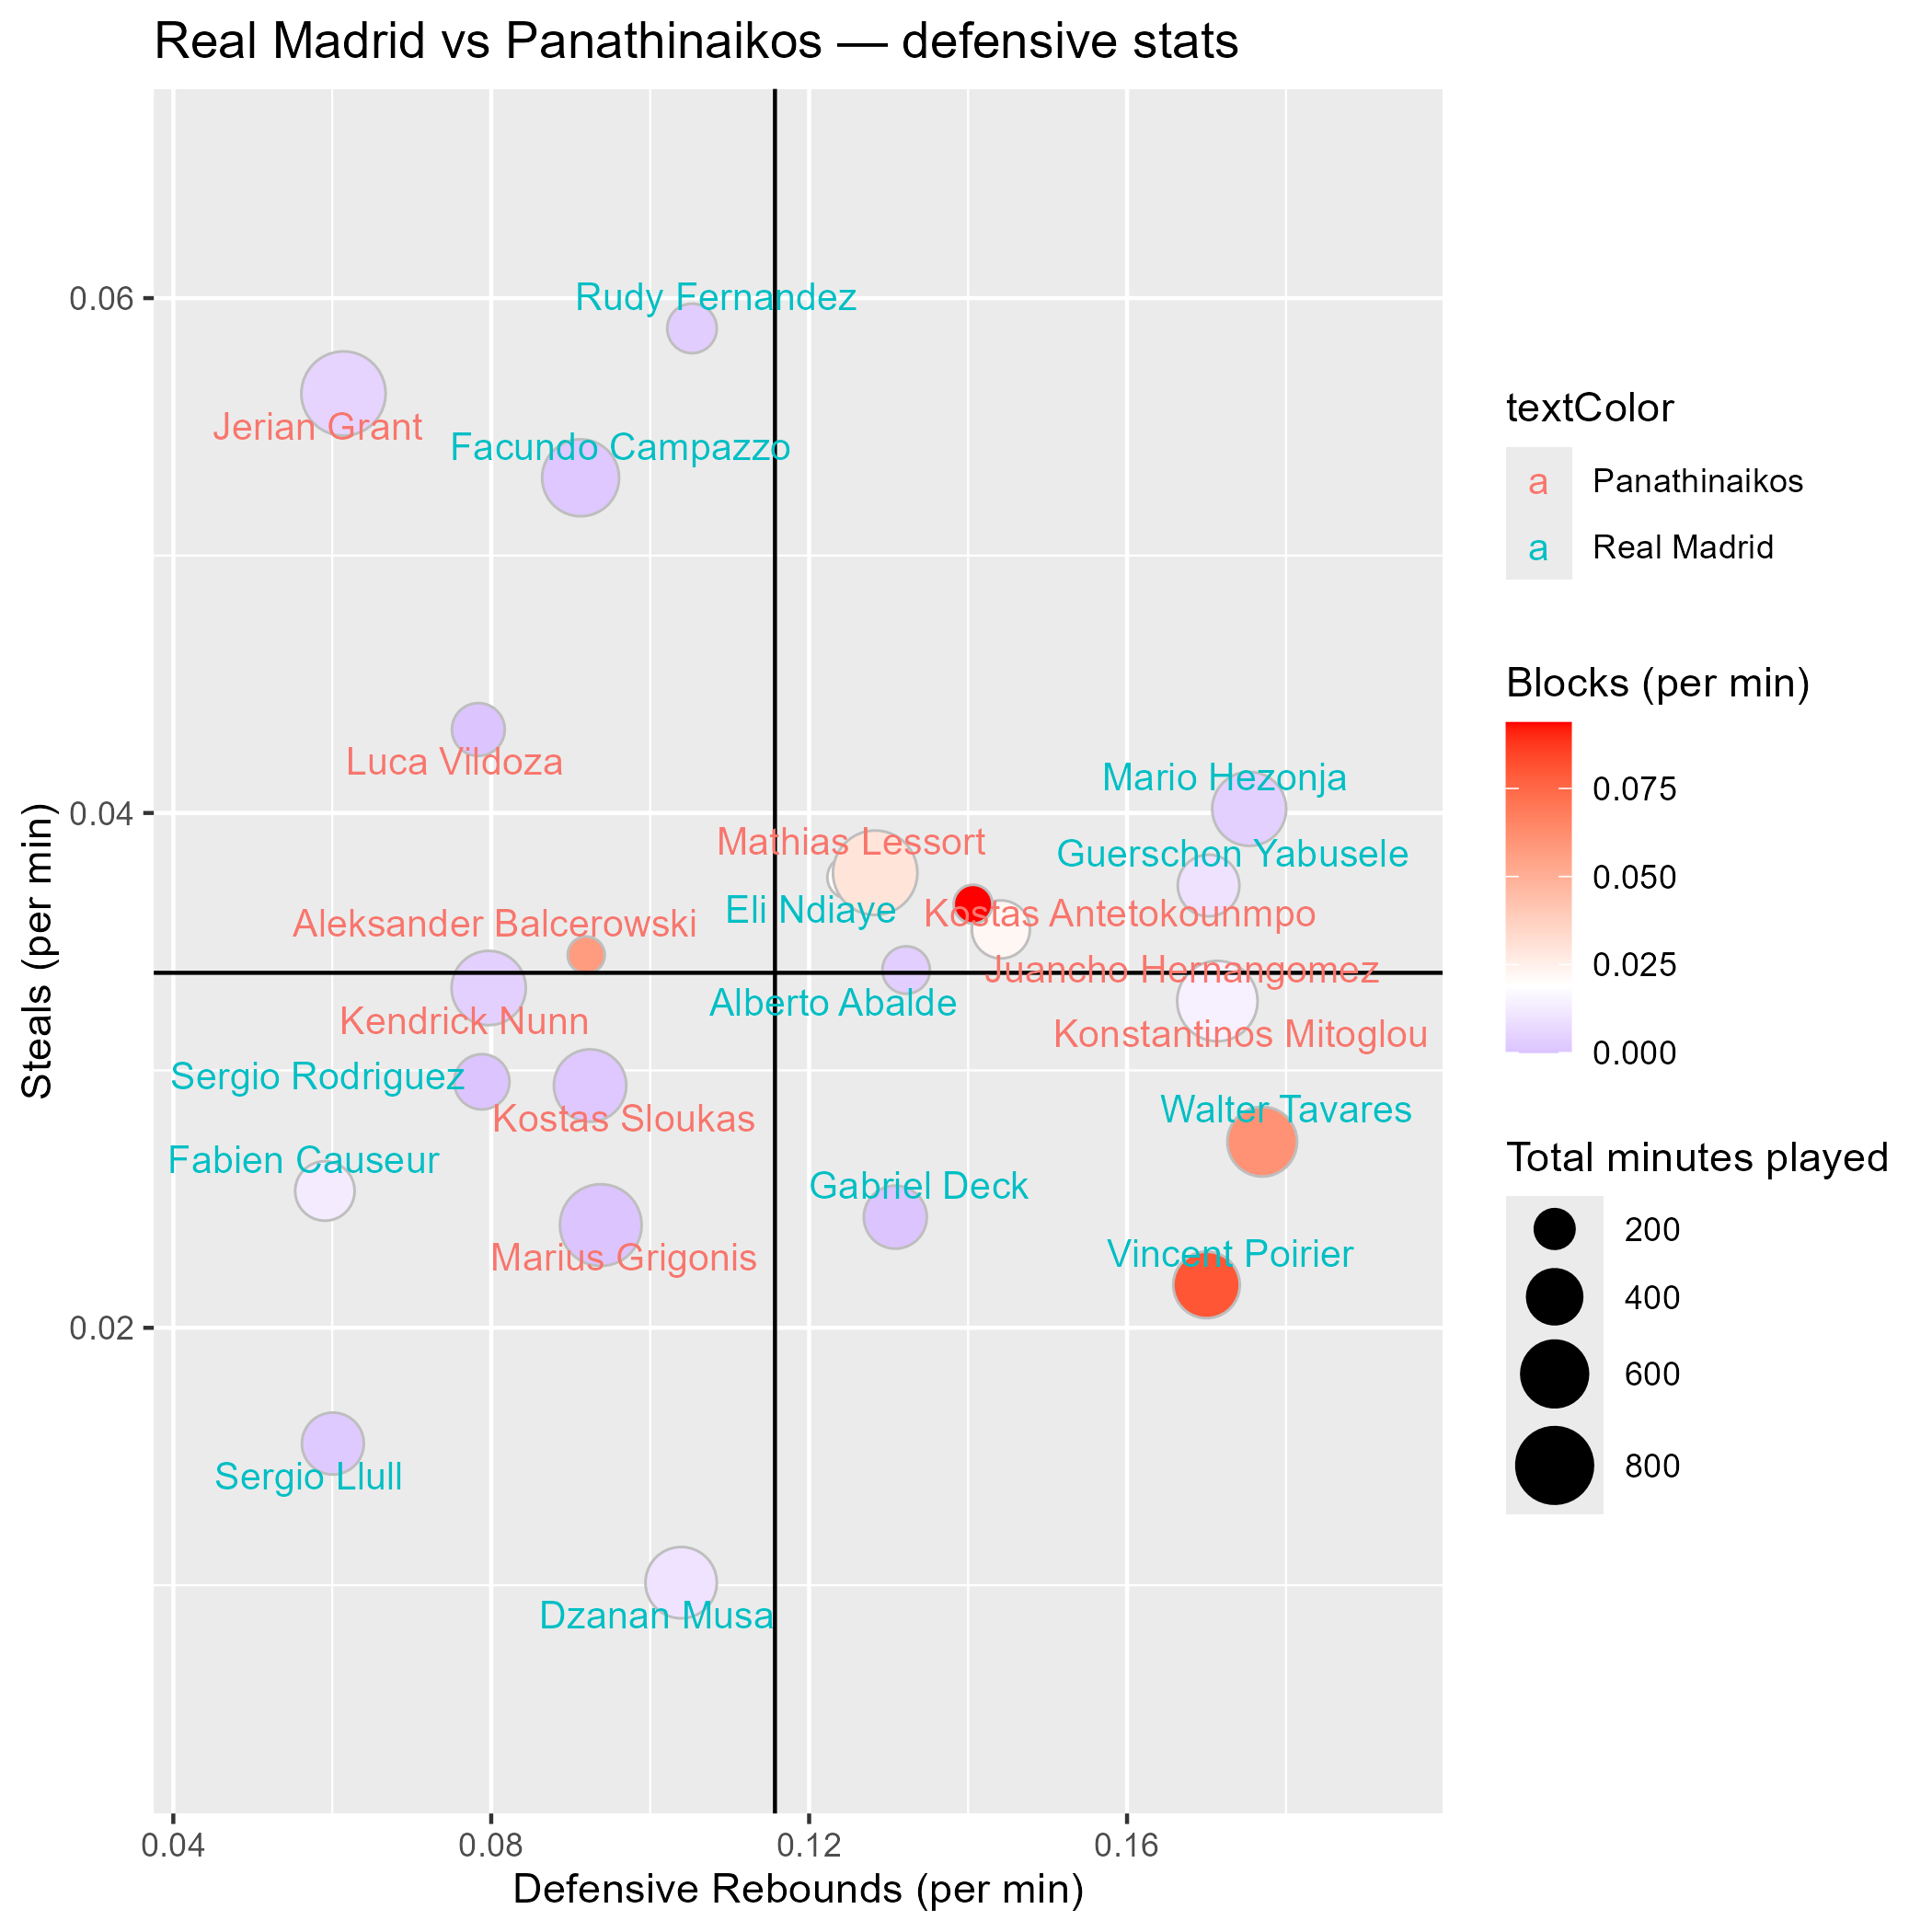 Real Madrid vs Panathinaikos — defensive stats
Rudy Fernandez
0.06
Jerian Grant
Facundo Campazzo
Luca Vildoza
Mario Hezonja
0.04
Mathias Lessort
Guerschon Yabusele
Eli Ndiaye
Kostas Antetokounmpo
Aleksander Balcerowski
Juancho Hernangomez
Alberto Abalde
Kendrick Nunn
Konstantinos Mitoglou
Sergio Rodriguez
Kostas Sloukas
Walter Tavares
Fabien Causeur
Gabriel Deck
Marius Grigonis
Vincent Poirier
0.02
Sergio Llull
Dzanan Musa
0.04
0.08
0.12
0.16
Defensive Rebounds (per min)
Steals (per min)
textColor
a Panathinaikos
a Real Madrid
Blocks (per min)
0.075
0.050
0.025
0.000
Total minutes played
200
400
600
800